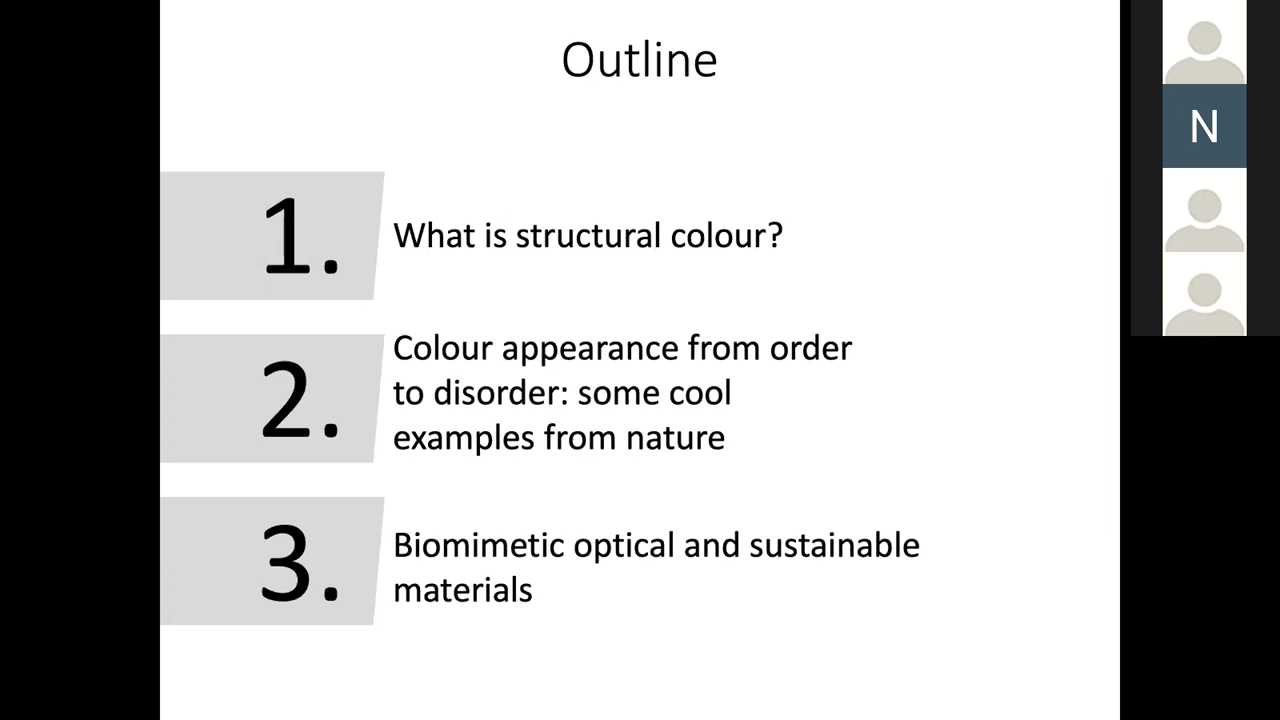 Outline
N
1.
What is structural colour?
2.
Colour appearance from order
to disorder: some cool
examples from nature
3.
Biomimetic optical and sustainable
materials